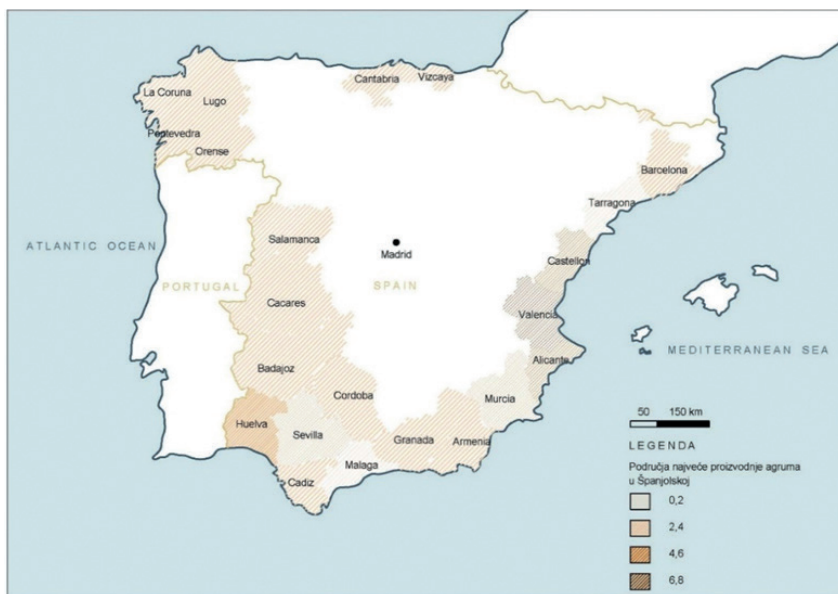 La Coruna
Lugo
Pentevedra
Orense
Cantabria
Vizcaya
Barcelona
Tarragona
ATLANTIC OCEAN
Salamanca
Madrid
Castellon
PORTUGAL
SPAIN
Cacares
Valencia
MEDITERRANEAN SEA
Alicante
Badajoz
Cordoba
Murcia
Huelva
Sevilla
Granada
Armenia
Malaga
Cadiz
50 150 km
LEGENDA
Područja najveće proizvodnje agruma
u Španjolskoj
0,2
2,4
4,6
6,8